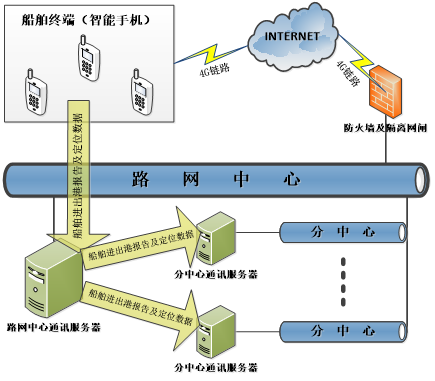 船舶终端（智能手机）
INTERNET
4G链路
4G链路
防火墙及隔离网闸
船舶进出港报告及定位数据
路网中心
船舶进出港报告及定位数据
分中心
分中心通讯服务器
船舶进出港报告及定位数据
路网中心通讯服务器
分中心
分中心通讯服务器